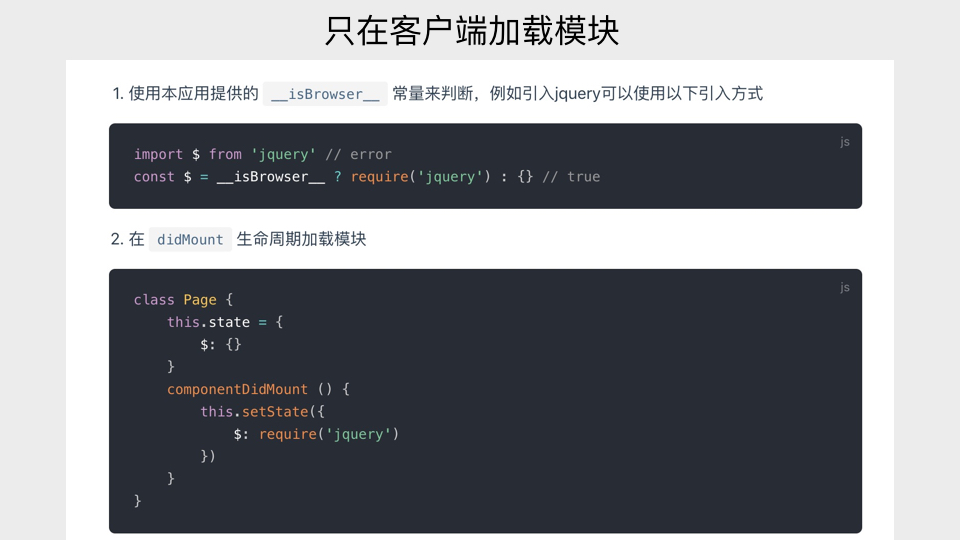 只在客户端加载模块
1. 使用本应用提供的 __isBrowser__ 常量来判断，例如引入jquery可以使用以下引入方式
js
import $ from 'jquery' // error
const $ = __isBrowser__ ? require('jquery') : {} // true
2. 在 didMount 生命周期加载模块
js
class Page {
    this.state = {
        $: {}
    }
    componentDidMount () {
        this.setState({
            $: require('jquery')
        })
    }
}